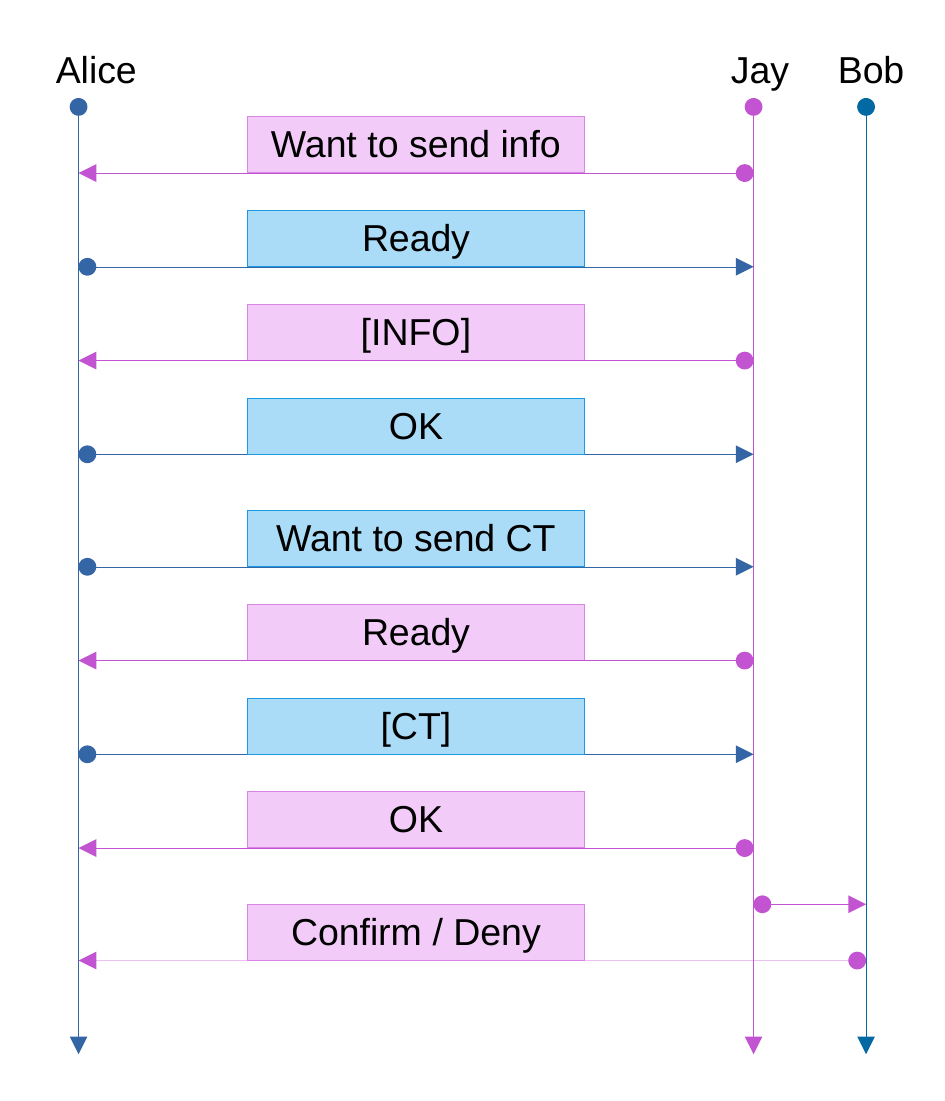 Alice Jay Bob
Want to send info
Ready
[INFO]
OK
Want to send CT
Ready
[CT]
OK
Confirm / Deny